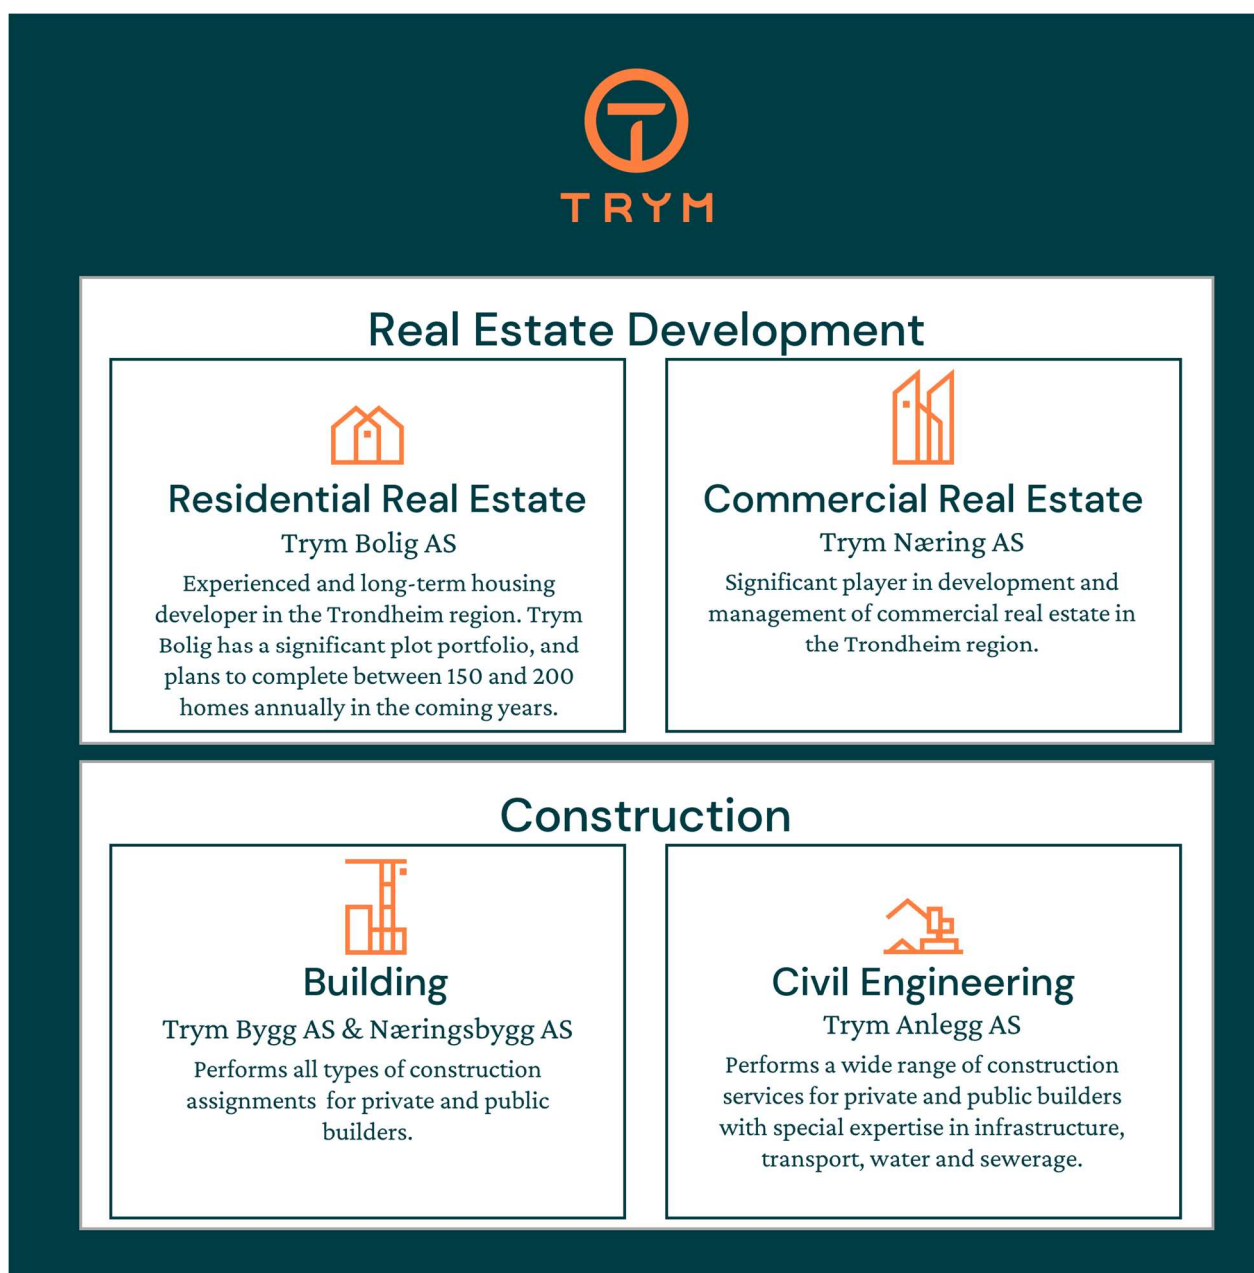 TRYM
Real Estate Development
Residential Real Estate
Trym Bolig AS
Experienced and long-term housing
developer in the Trondheim region. Trym
Bolig has a significant plot portfolio, and
plans to complete between 150 and 200
homes annually in the coming years.
Commercial Real Estate
Trym Næring AS
Significant player in development and
management of commercial real estate in
the Trondheim region.
Construction
Building
Trym Bygg AS & Næringsbygg AS
Performs all types of construction
assignments  for private and public
builders.
Civil Engineering
Trym Anlegg AS
Performs a wide range of construction
services for private and public builders
with special expertise in infrastructure,
transport, water and sewerage.